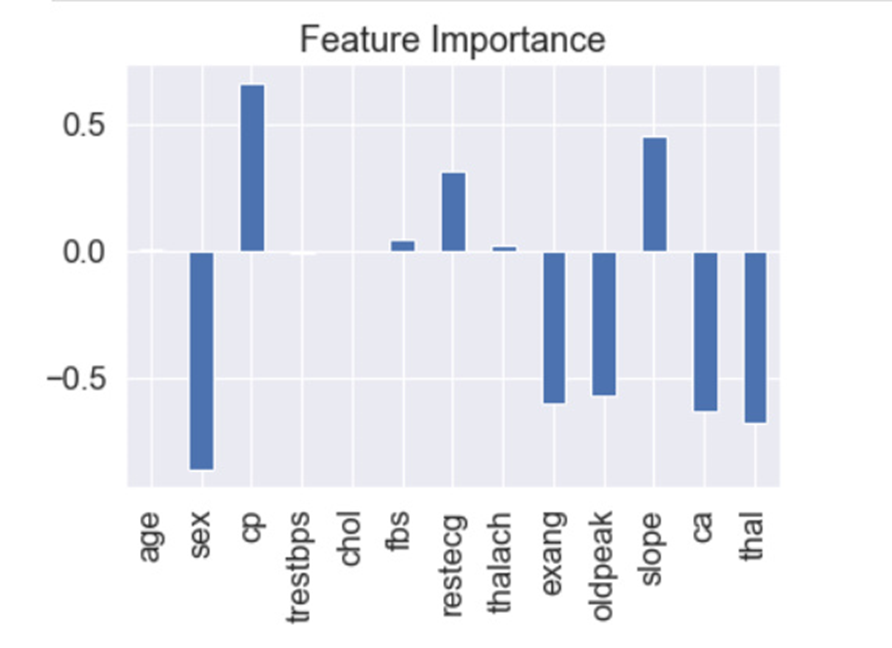 Feature Importance
0.5
0.0
−0.5
age
sex
cp
trestbps
chol
fbs
restecg
thalach
exang
oldpeak
slope
ca
thal